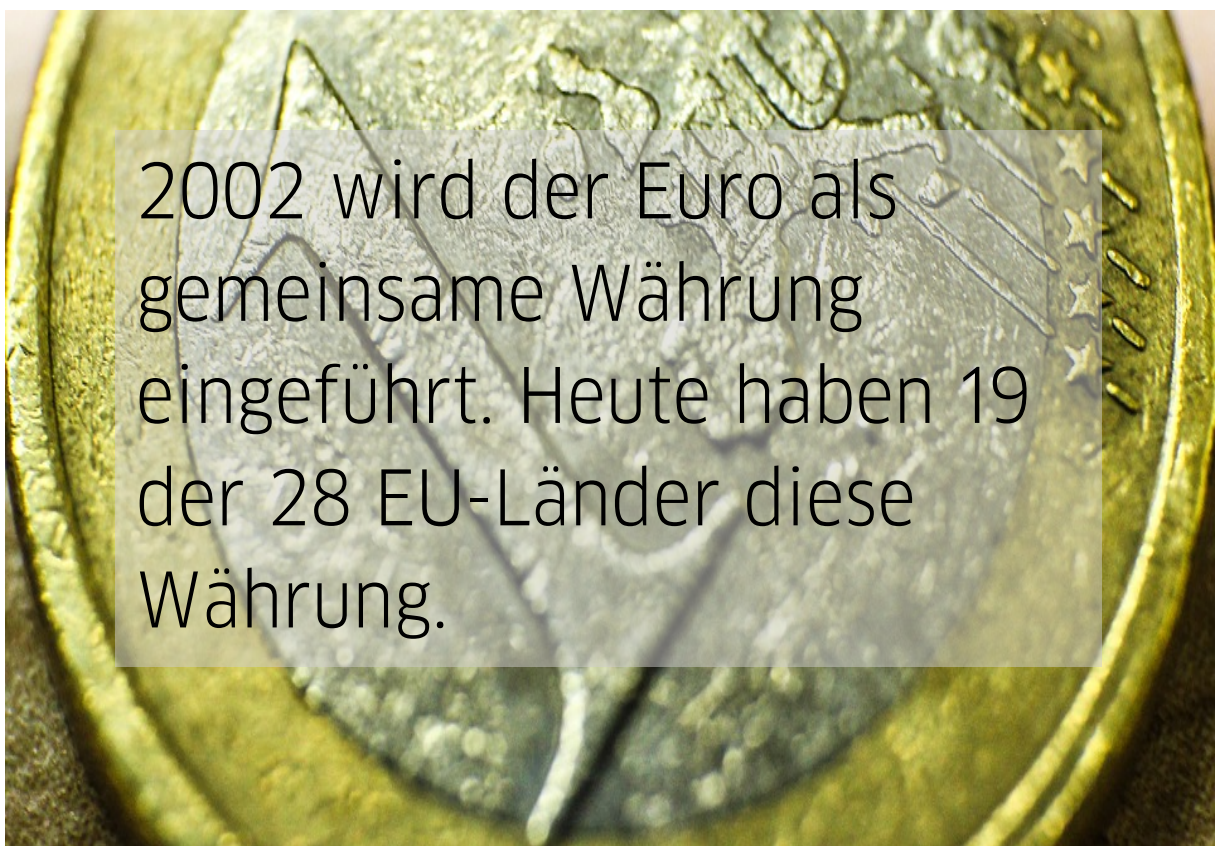 2002 wird der Euro als
gemeinsame Währung
eingeführt. Heute haben 19
der 28 EU-Länder diese
Währung.